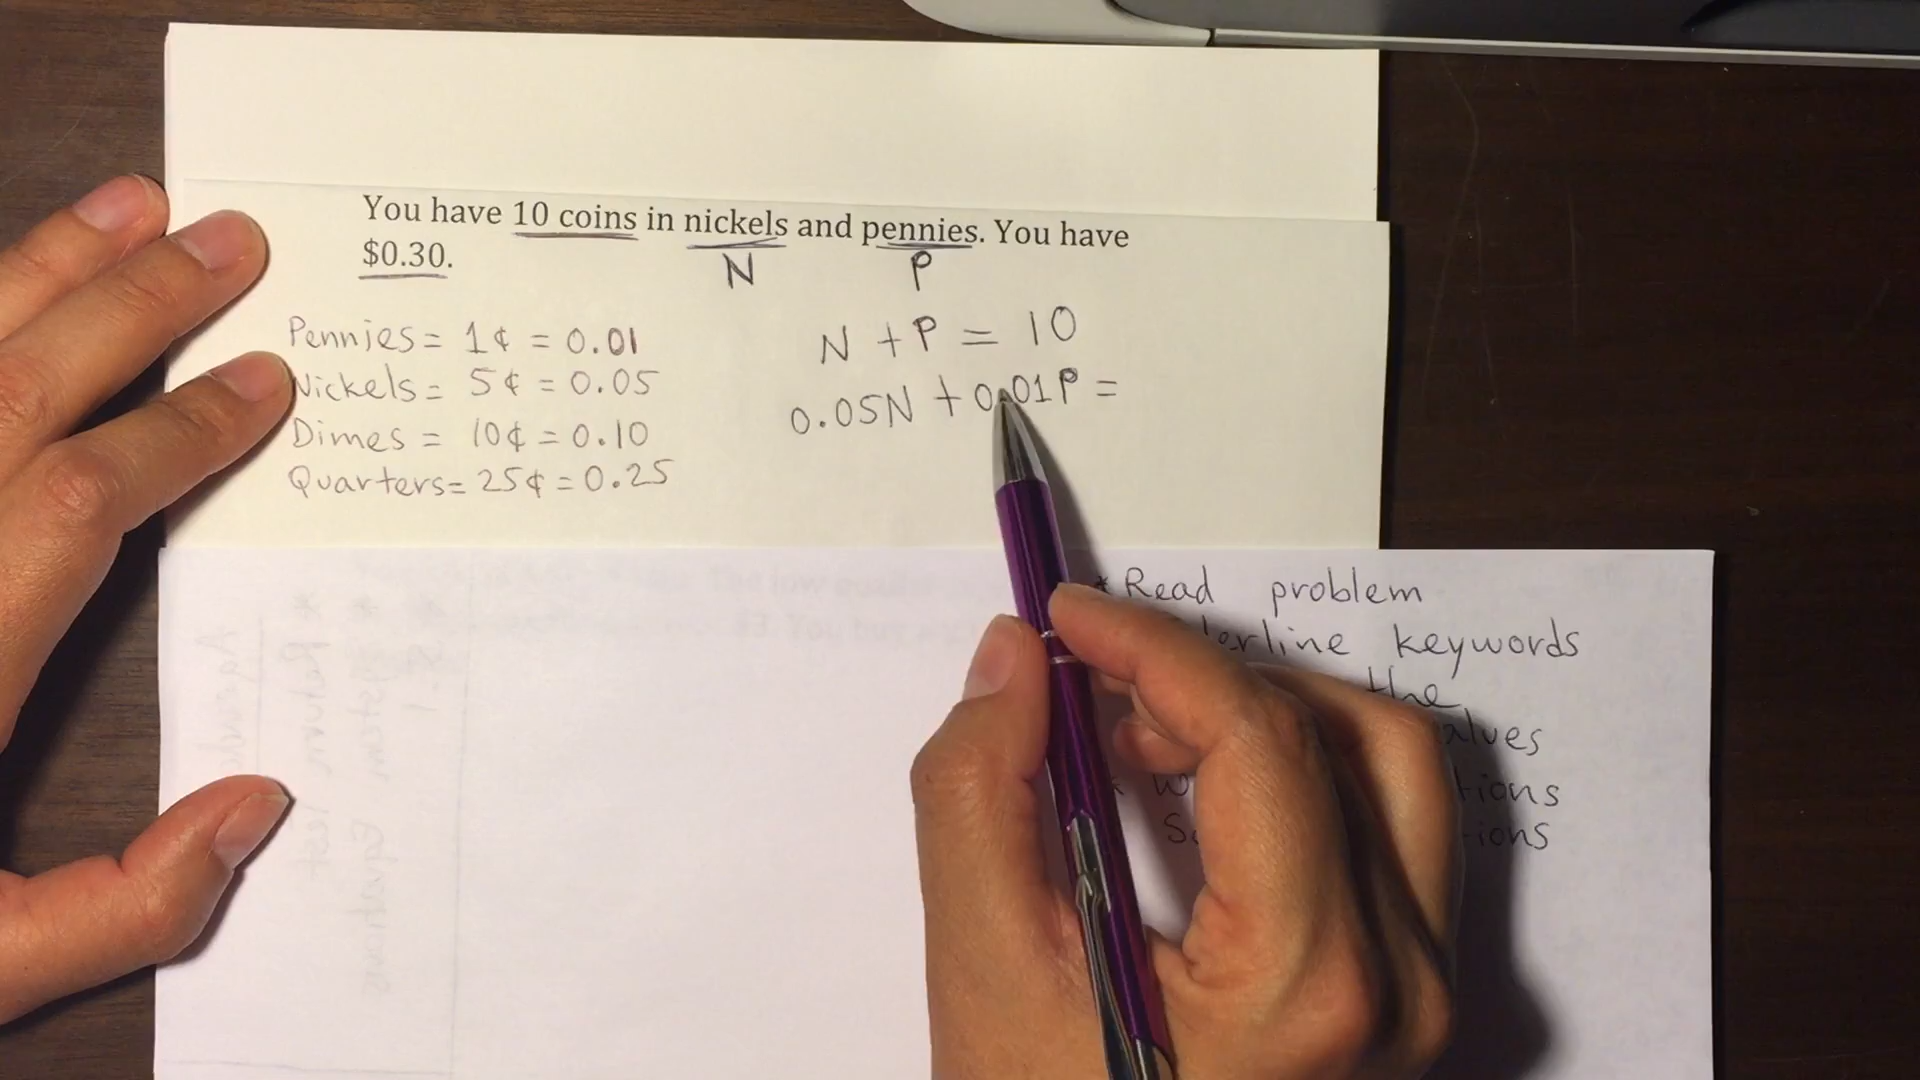 You have 10 coins in nickels and pennies. You have
$0.30.
N P
Pennies = 1¢ = 0.01
Nickels = 5¢ = 0.05
Dimes = 10¢ = 0.10
Quarters = 25¢ = 0.25
N + P = 10
0.05N + 0.01P =
* Read problem
keywords
the